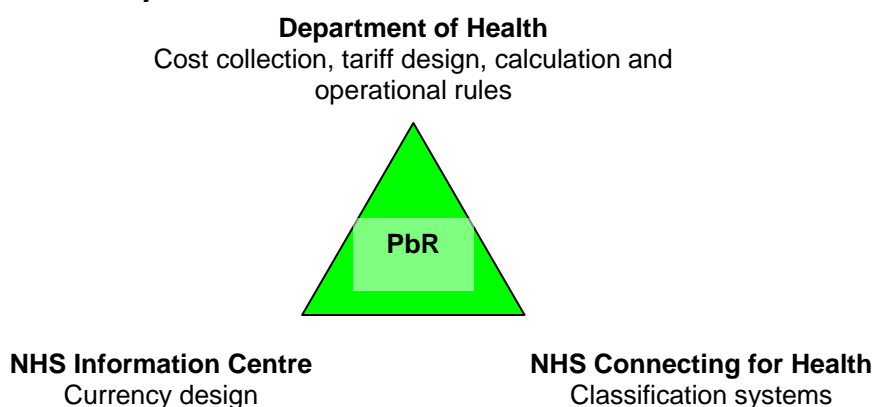 Department of Health
Cost collection, tariff design, calculation and
operational rules
PbR
NHS Information Centre
Currency design
NHS Connecting for Health
Classification systems